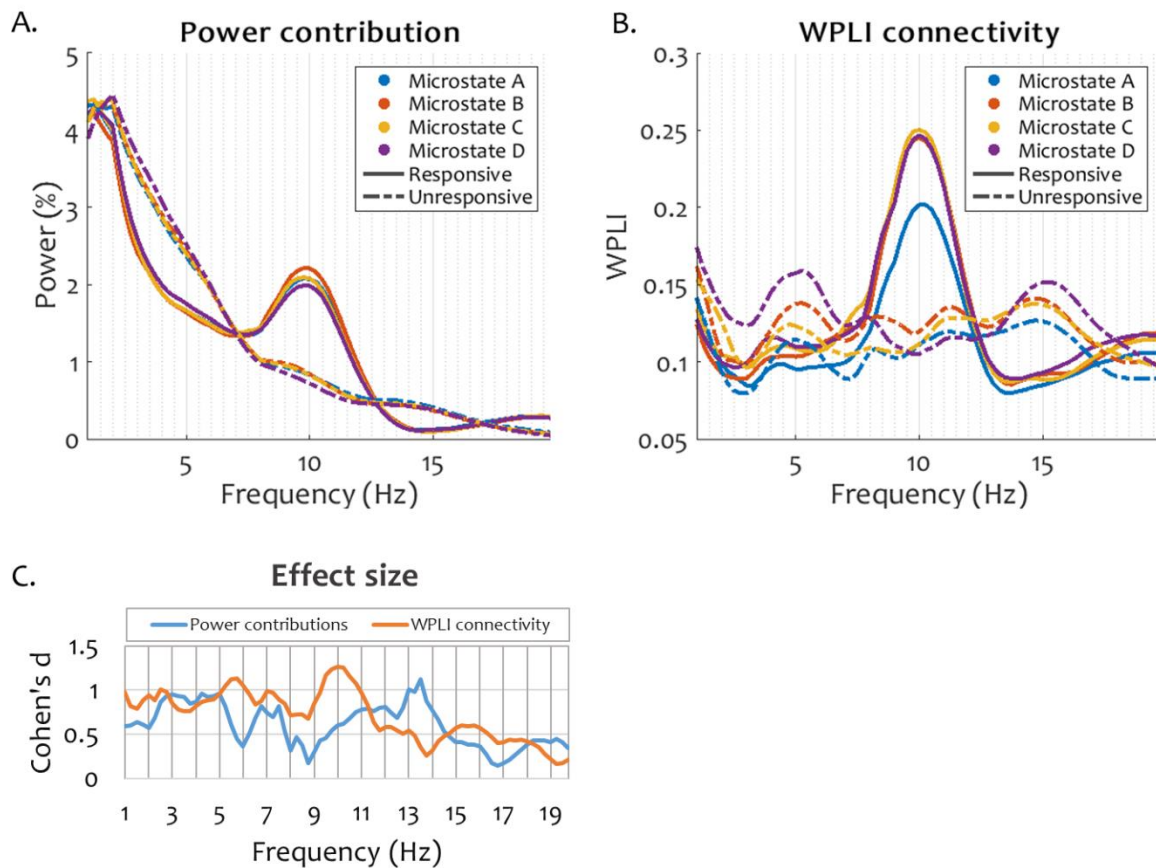 A.
Power contribution
5
4
3
2
1
0
Power (%)
5
10
15
Frequency (Hz)
Microstate A
Microstate B
Microstate C
Microstate D
Responsive
Unresponsive
B.
WPLI connectivity
0.3
0.25
0.2
0.15
0.1
0.05
WPLI
5
10
15
Frequency (Hz)
Microstate A
Microstate B
Microstate C
Microstate D
Responsive
Unresponsive
C.
Effect size
Power contributions
WPLI connectivity
1.5
1
0.5
0
Cohen's d
1
3
5
7
9
11
13
15
17
19
Frequency (Hz)